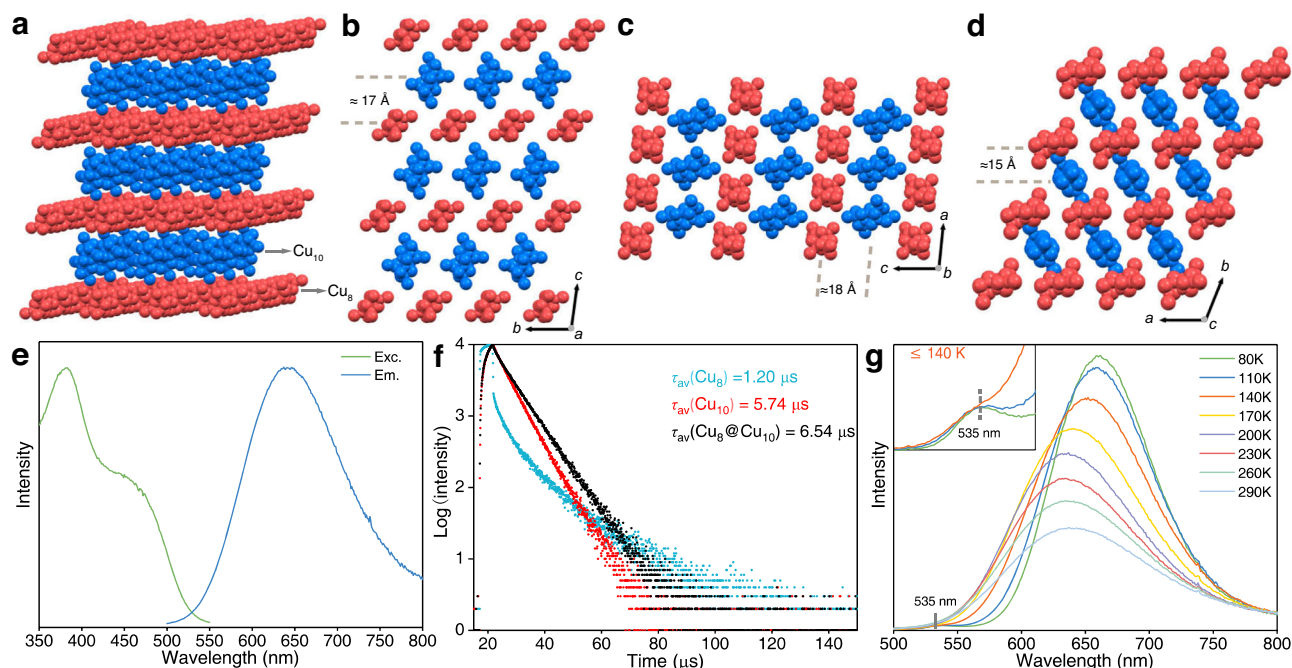 a
Cu10
Cu8
b
≈ 17 Å
c
b
a
c
≈18 Å
a
c
b
d
≈15 Å
b
a
c
e
Exc.
Em.
Intensity
350 400 450 500 550 600 650 700 750 800
Wavelength (nm)
f
τav(Cu8) =1.20 μs
τav(Cu10) = 5.74 μs
τav(Cu8@Cu10) = 6.54 μs
Log (intensity)
4
3
2
1
0
20 40 60 80 100 120 140
Time (μs)
g
≤ 140 K
535 nm
80K
110K
140K
170K
200K
230K
260K
290K
535 nm
Intensity
500 550 600 650 700 750 800
Wavelength (nm)